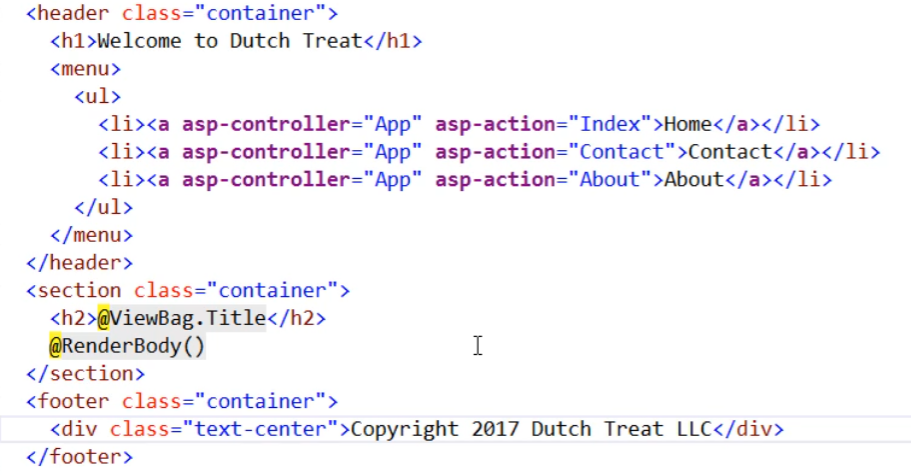 <header class="container">
<h1>Welcome to Dutch Treat</h1>
<menu>
<ul>
<li><a asp-controller="App" asp-action="Index">Home</a></li>
<li><a asp-controller="App" asp-action="Contact">Contact</a></li>
<li><a asp-controller="App" asp-action="About">About</a></li>
</ul>
</menu>
</header>
<section class="container">
<h2>@ViewBag.Title</h2>
@RenderBody()
</section>
<footer class="container">
<div class="text-center">Copyright 2017 Dutch Treat LLC</div>
</footer>